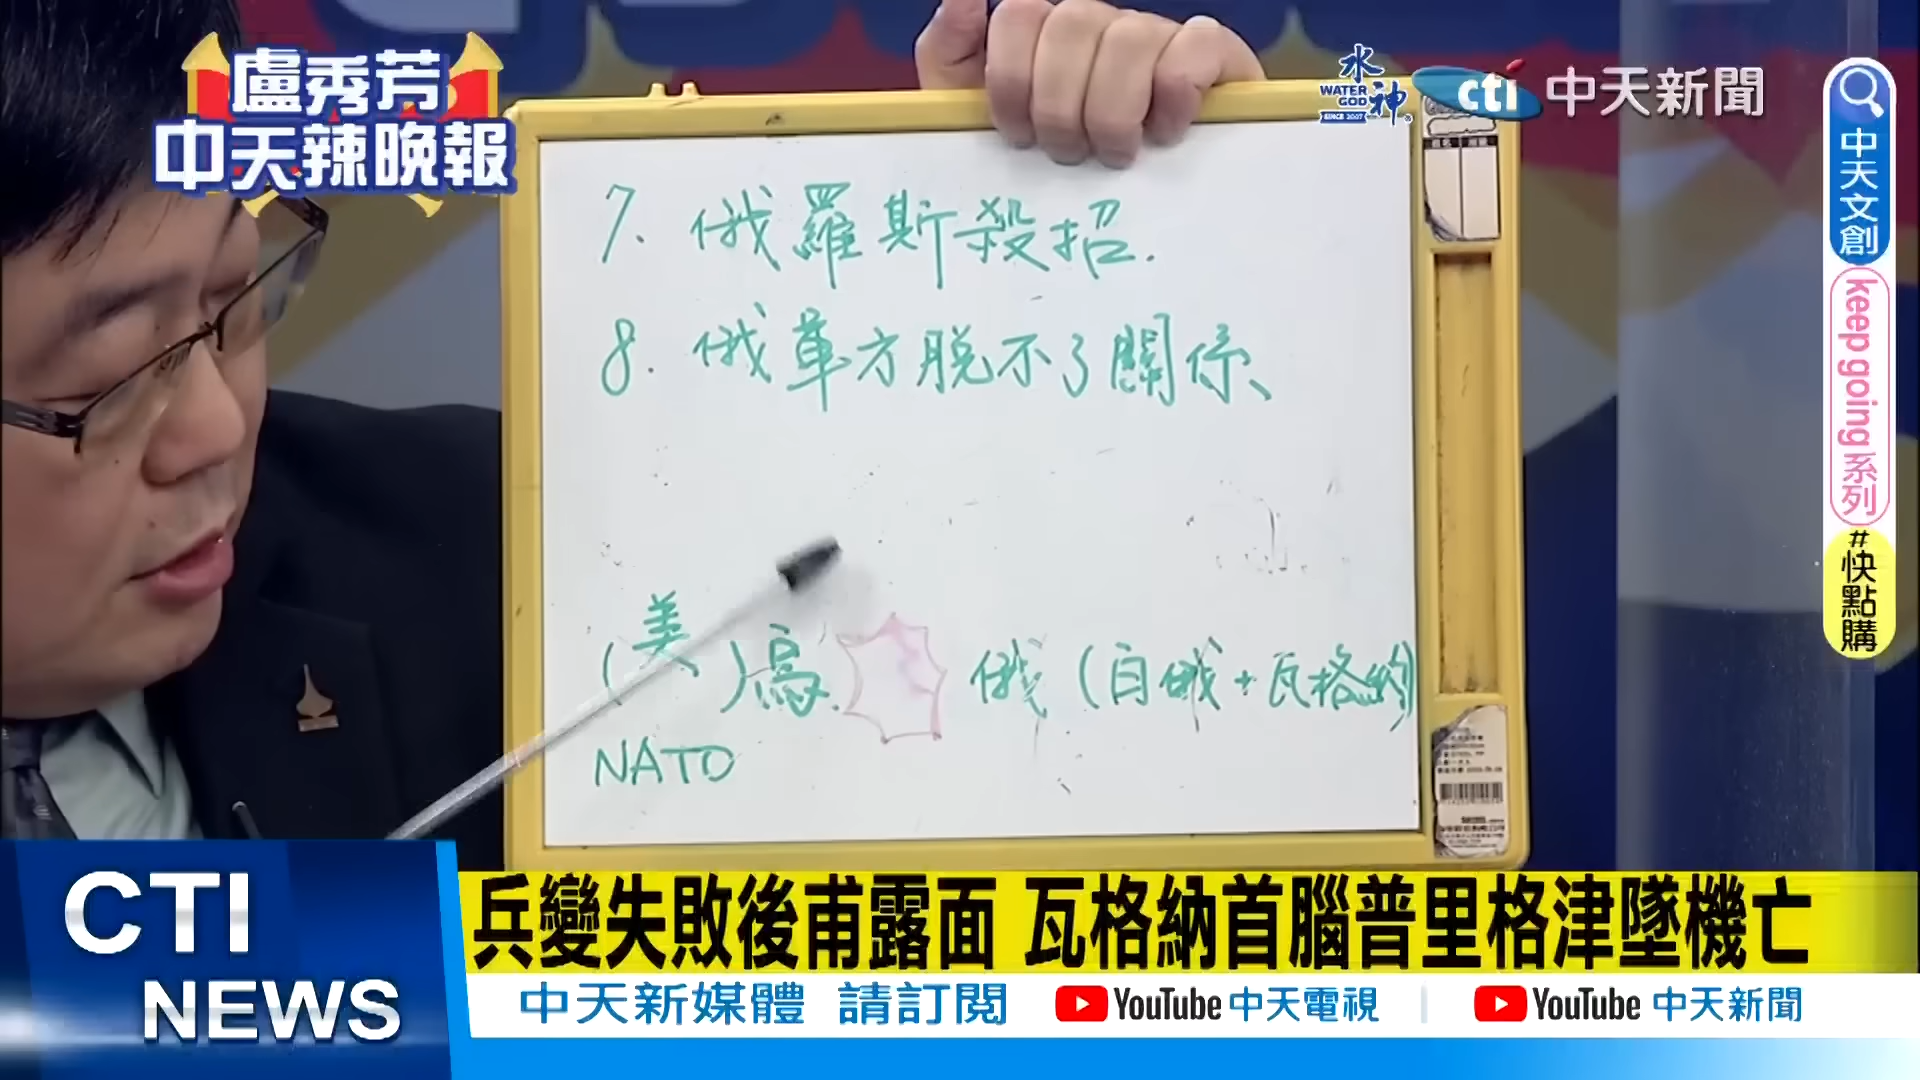 盧秀芳
中天辣晚報
水神
WATER GOD
SINCE 2007
cti 中天新聞
中天文創
keep going系列
#快點購
7. 俄羅斯殺招.
8. 俄軍方脫不了關係、
(美)烏 俄(白俄+瓦格納)
NATO
CTI NEWS
兵變失敗後甫露面 瓦格納首腦普里格津墜機亡
中天新媒體 請訂閱 YouTube 中天電視 | YouTube 中天新聞